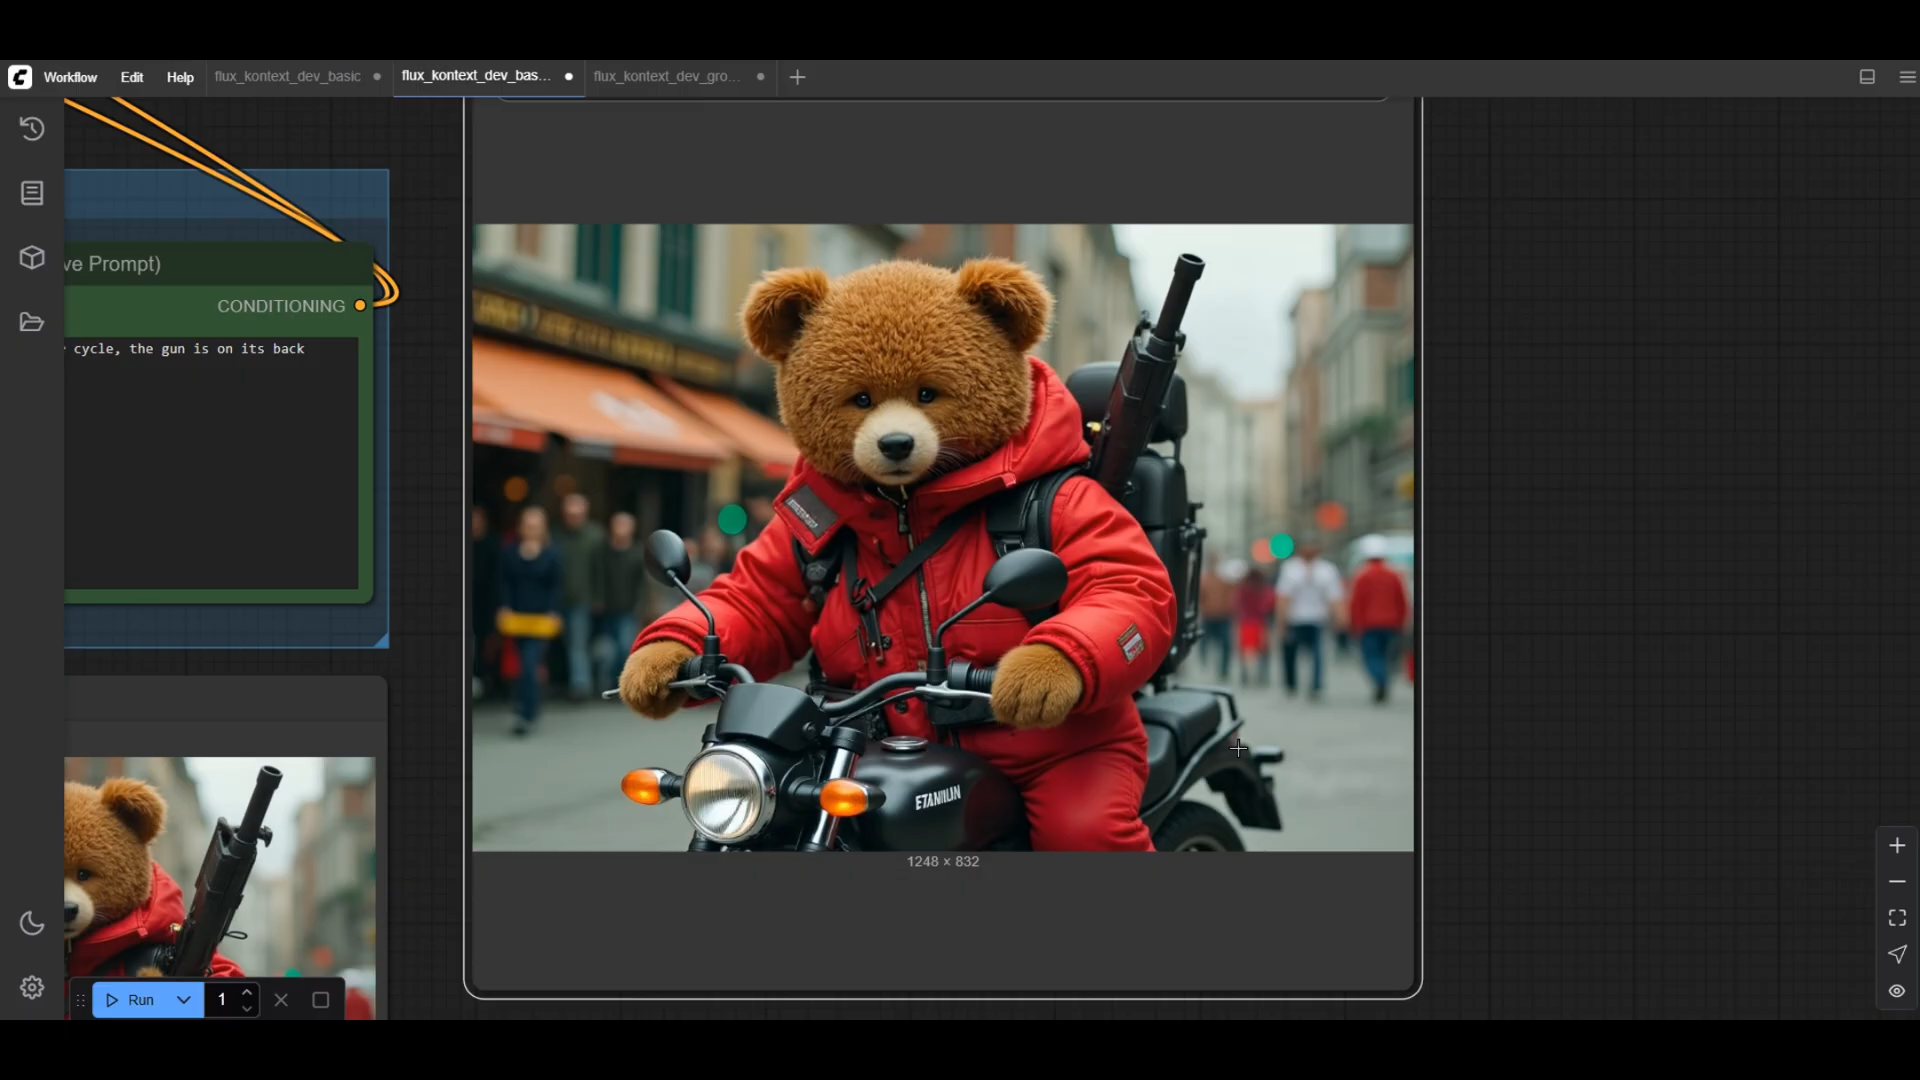 Workflow Edit Help flux_kontext_dev_basic flux_kontext_dev_bas... flux_kontext_dev_gro...
ve Prompt)
CONDITIONING
cycle, the gun is on its back
ETANIIUN
1248 × 832
Run 1